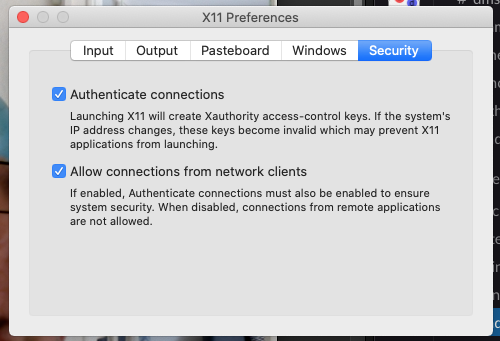 X11 Preferences
Input Output Pasteboard Windows Security
Authenticate connections
Launching X11 will create Xauthority access-control keys. If the system's
IP address changes, these keys become invalid which may prevent X11
applications from launching.
Allow connections from network clients
If enabled, Authenticate connections must also be enabled to ensure
system security. When disabled, connections from remote applications
are not allowed.